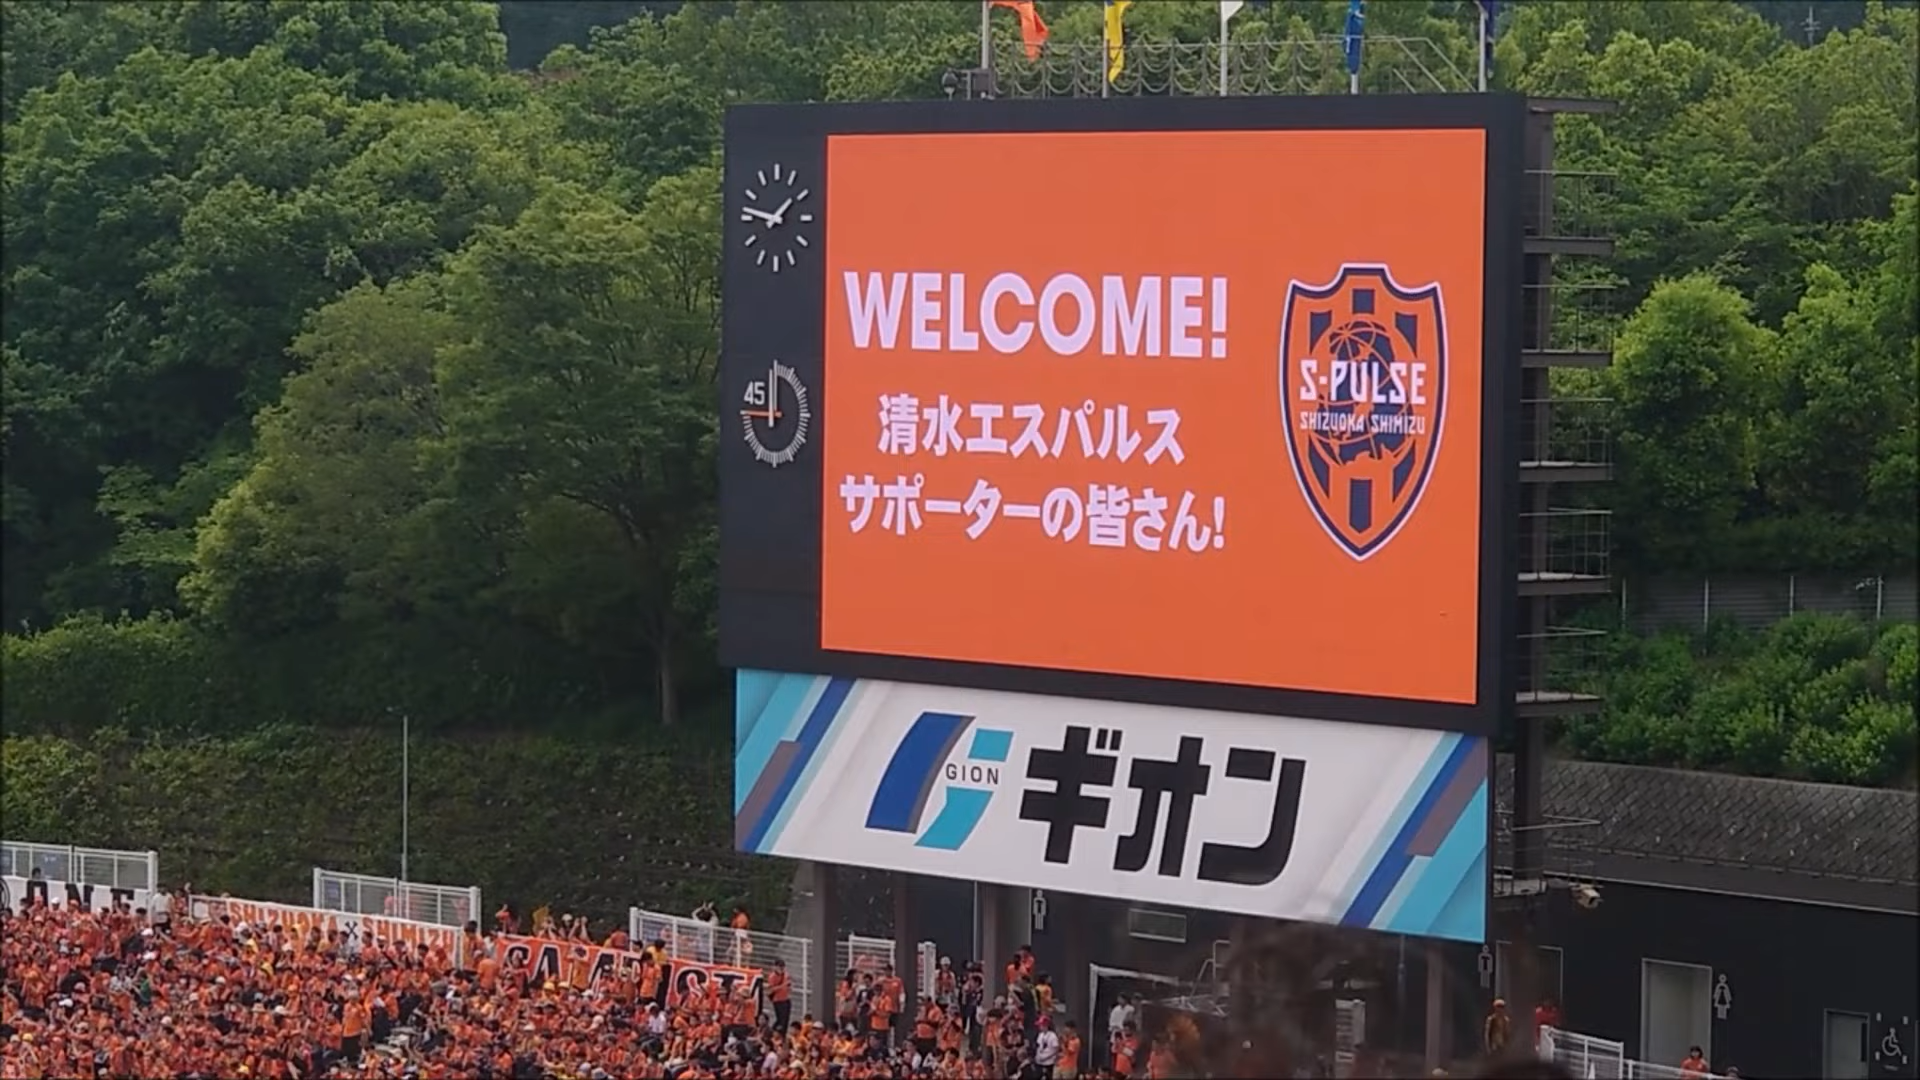 WELCOME!
清水エスパルス
サポーターの皆さん!
S-PULSE
SHIZUOKA SHIMIZU
45
GION
ギオン
SHIZUOKA X SHIMIZU